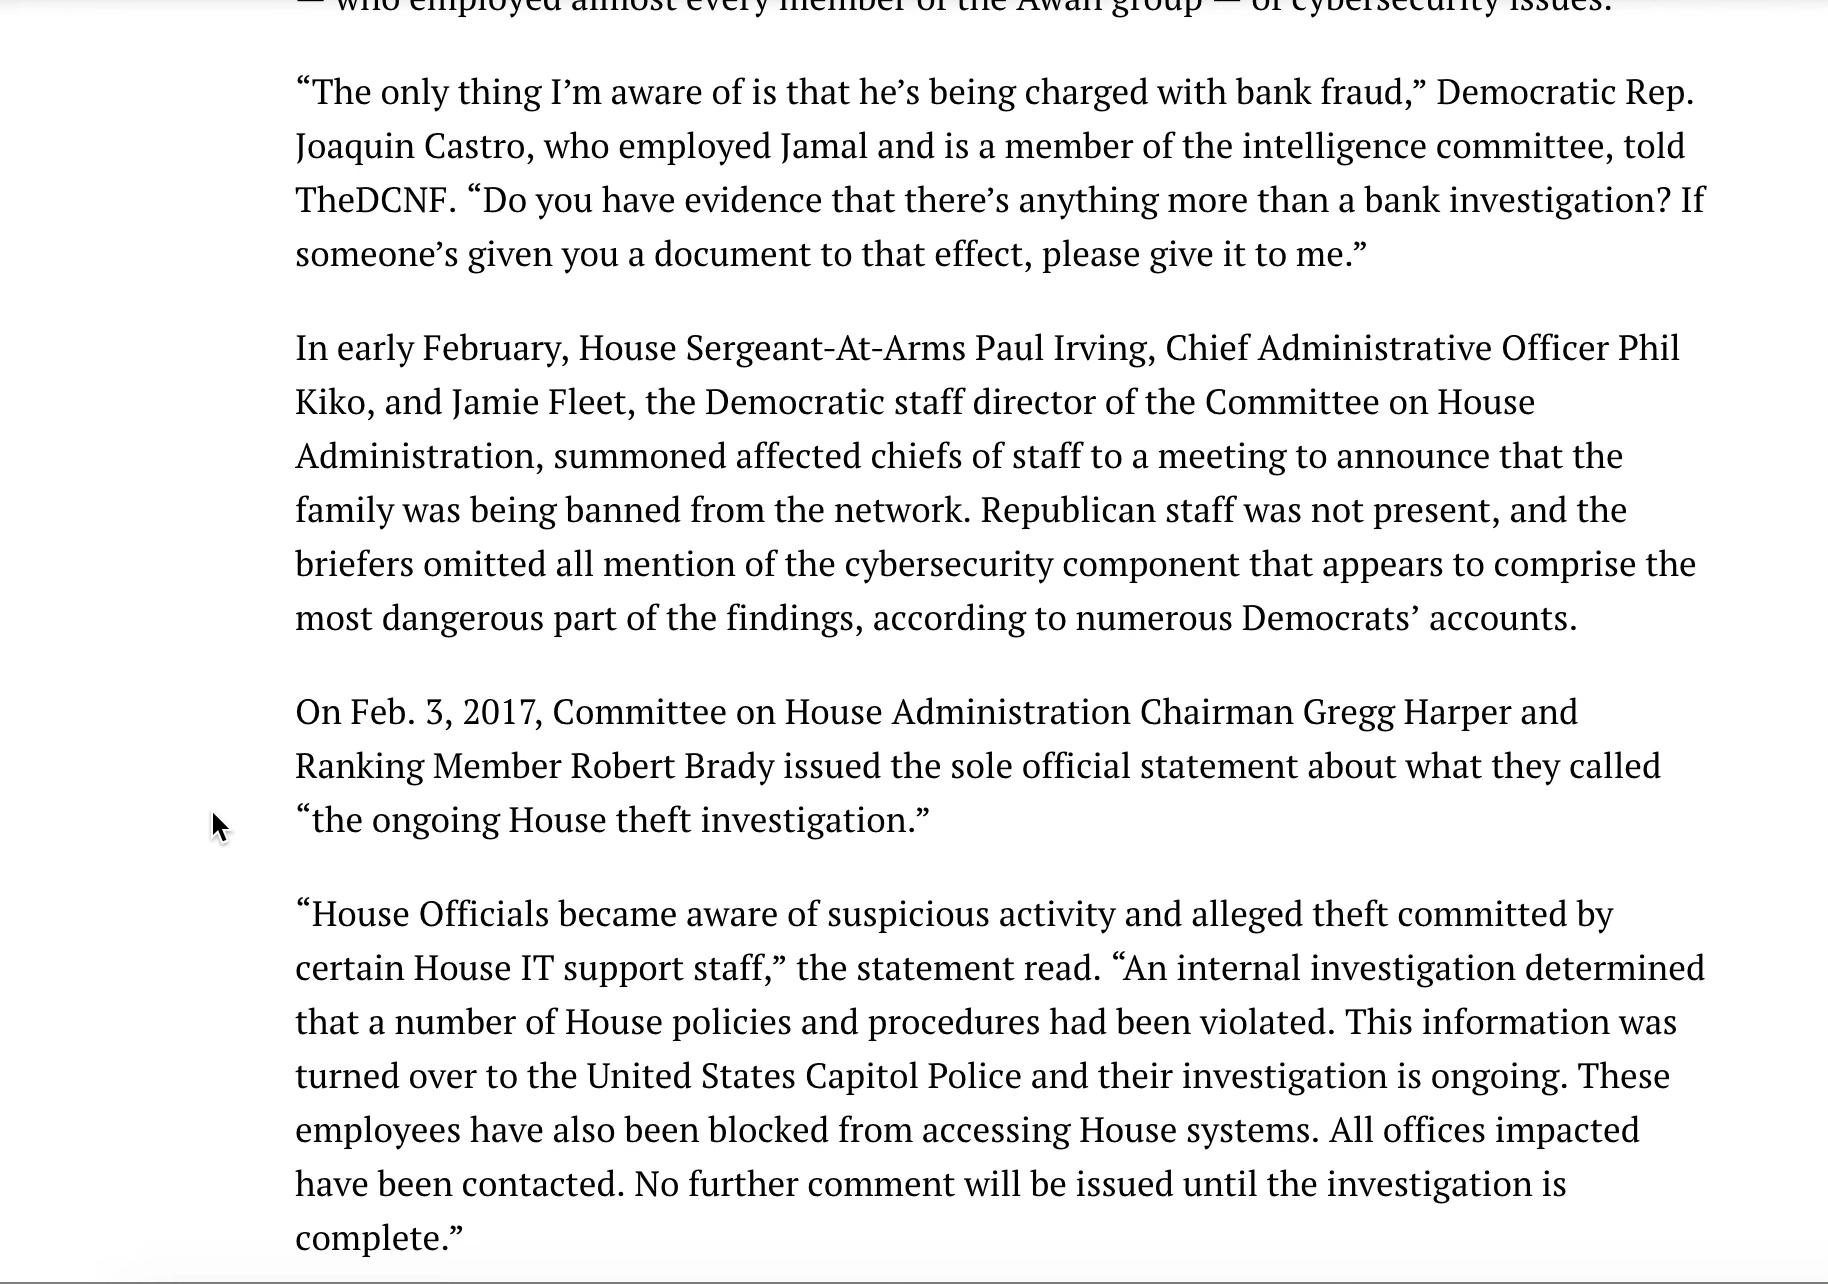 — who employed almost every member of the Awan group — of cybersecurity issues.
“The only thing I’m aware of is that he’s being charged with bank fraud,” Democratic Rep.
Joaquin Castro, who employed Jamal and is a member of the intelligence committee, told
TheDCNF. “Do you have evidence that there’s anything more than a bank investigation? If
someone’s given you a document to that effect, please give it to me.”
In early February, House Sergeant-At-Arms Paul Irving, Chief Administrative Officer Phil
Kiko, and Jamie Fleet, the Democratic staff director of the Committee on House
Administration, summoned affected chiefs of staff to a meeting to announce that the
family was being banned from the network. Republican staff was not present, and the
briefers omitted all mention of the cybersecurity component that appears to comprise the
most dangerous part of the findings, according to numerous Democrats’ accounts.
On Feb. 3, 2017, Committee on House Administration Chairman Gregg Harper and
Ranking Member Robert Brady issued the sole official statement about what they called
“the ongoing House theft investigation.”
“House Officials became aware of suspicious activity and alleged theft committed by
certain House IT support staff,” the statement read. “An internal investigation determined
that a number of House policies and procedures had been violated. This information was
turned over to the United States Capitol Police and their investigation is ongoing. These
employees have also been blocked from accessing House systems. All offices impacted
have been contacted. No further comment will be issued until the investigation is
complete.”